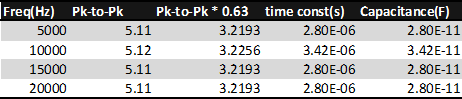 Freq(Hz) Pk-to-Pk Pk-to-Pk * 0.63 time const(s) Capacitance(F)
5000 5.11 3.2193 2.80E-06 2.80E-11
10000 5.12 3.2256 3.42E-06 3.42E-11
15000 5.11 3.2193 2.80E-06 2.80E-11
20000 5.11 3.2193 2.80E-06 2.80E-11